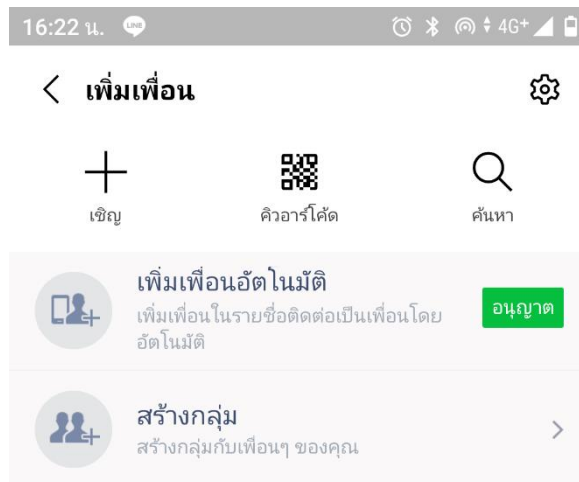 16:22 น. LINE 4G+
เพิ่มเพื่อน
เชิญ คิวอาร์โค้ด ค้นหา
เพิ่มเพื่อนอัตโนมัติ
เพิ่มเพื่อนในรายชื่อติดต่อเป็นเพื่อนโดย
อัตโนมัติ
อนุญาต
สร้างกลุ่ม
สร้างกลุ่มกับเพื่อนๆ ของคุณ